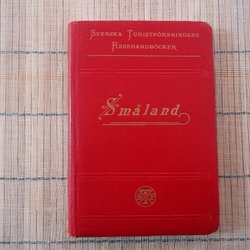 Svenska Turistföreningens
Resehandböcker
Småland